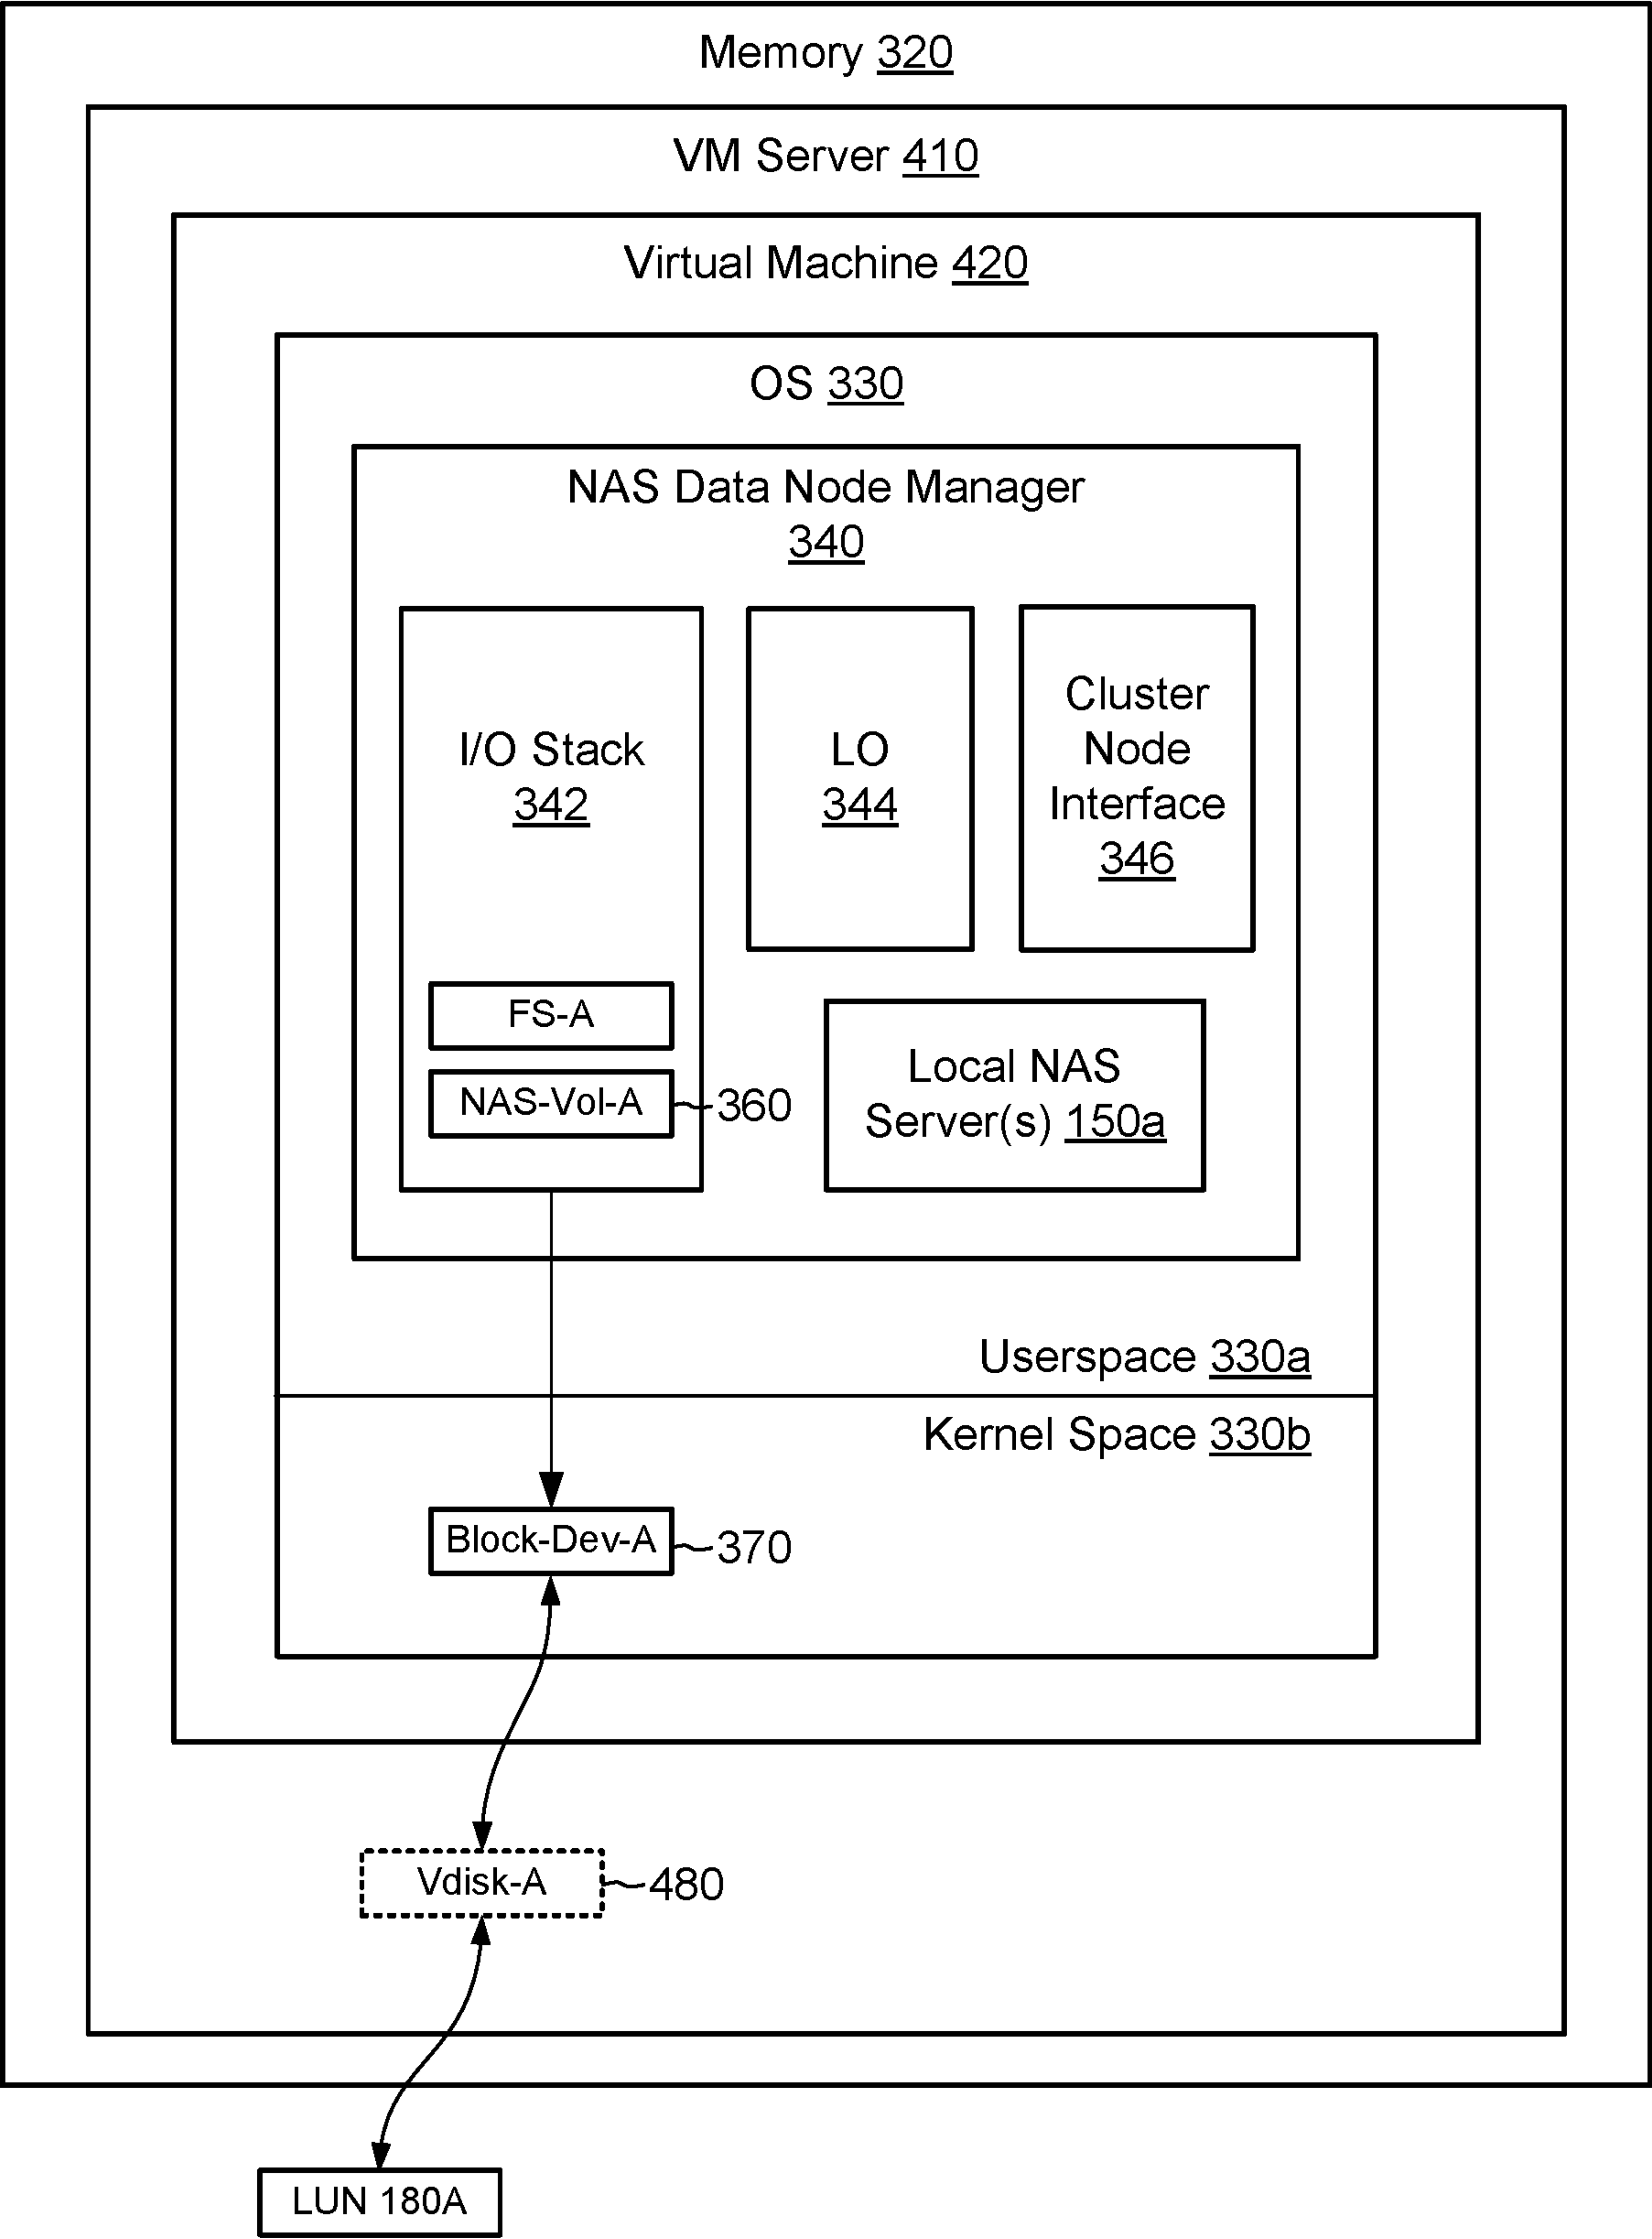 Memory 320
VM Server 410
Virtual Machine 420
OS 330
NAS Data Node Manager
340
I/O Stack
342
LO
344
Cluster
Node
Interface
346
FS-A
NAS-Vol-A
360
Local NAS
Server(s) 150a
Userspace 330a
Kernel Space 330b
Block-Dev-A
370
Vdisk-A
480
LUN 180A